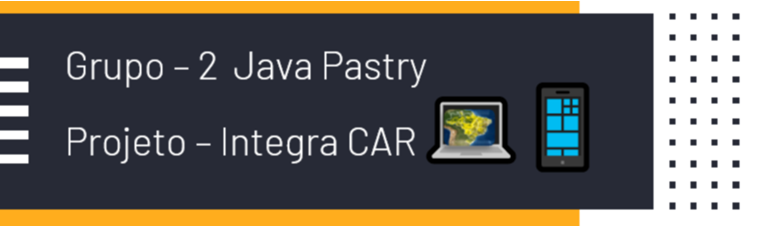 Grupo – 2 Java Pastry
Projeto – Integra CAR